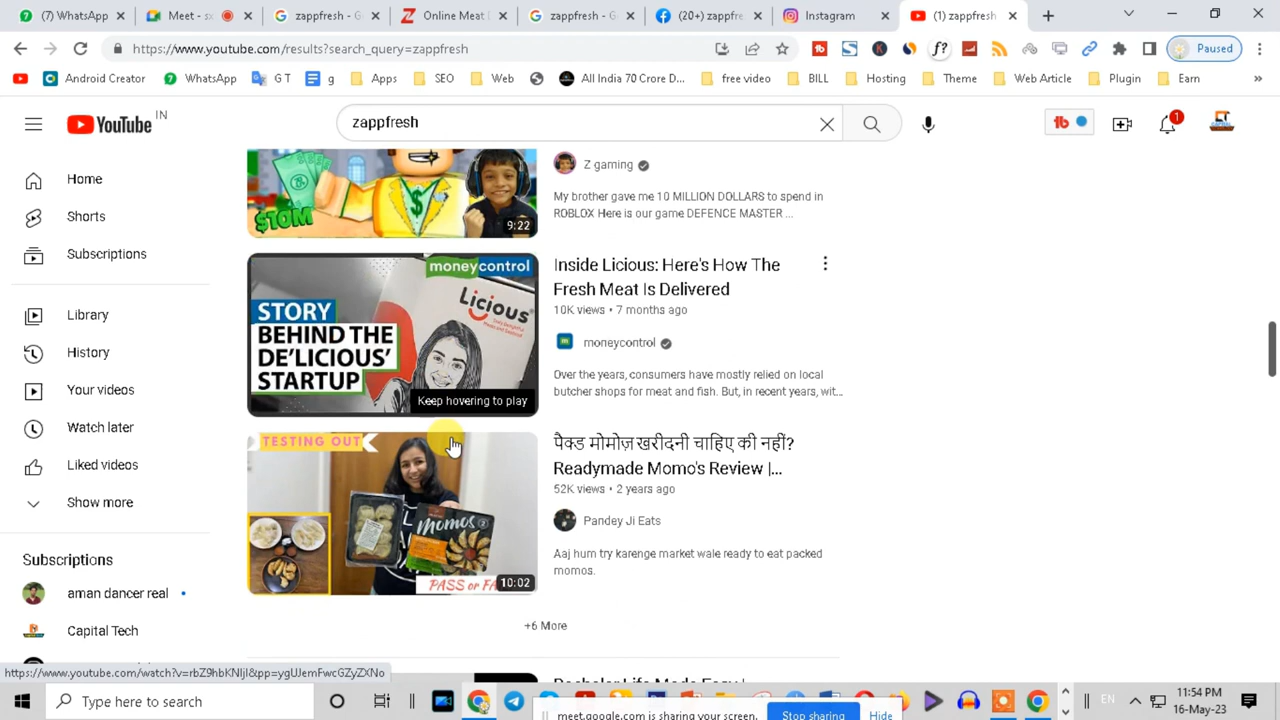 (7) WhatsApp
Meet - s
zappfresh - G
Online Meat D
zappfresh - G
(20+) zappfre
Instagram
(1) zappfresh
https://www.youtube.com/results?search_query=zappfresh
Paused
Android Creator
WhatsApp
G T
g
Apps
SEO
Web
All India 70 Crore D...
free video
BILL
Hosting
Theme
Web Article
Plugin
Earn
YouTube IN
zappfresh
1
Home
Shorts
Subscriptions
Library
History
Your videos
Watch later
Liked videos
Show more
Subscriptions
aman dancer real
Capital Tech
$10M
9:22
Z gaming
My brother gave me 10 MILLION DOLLARS to spend in
ROBLOX Here is our game DEFENCE MASTER ...
moneycontrol
Licious
STORY
BEHIND THE
DE'LICIOUS'
STARTUP
Keep hovering to play
Inside Licious: Here's How The
Fresh Meat Is Delivered
10K views • 7 months ago
moneycontrol
Over the years, consumers have mostly relied on local
butcher shops for meat and fish. But, in recent years, wit...
TESTING OUT
Momos
PASS or FA
10:02
पैक्ड मोमोज़ खरीदनी चाहिए की नहीं?
Readymade Momo's Review |...
52K views • 2 years ago
Pandey Ji Eats
Aaj hum try karenge market wale ready to eat packed
momos.
+6 More
https://www.youtube.com/watch?v=rbZ9hbKNIjI&pp=ygUJemFwcGZyZXNo
Type here to search
meet.google.com is sharing your screen.
Stop sharing
Hide
EN
11:54 PM
16-May-23